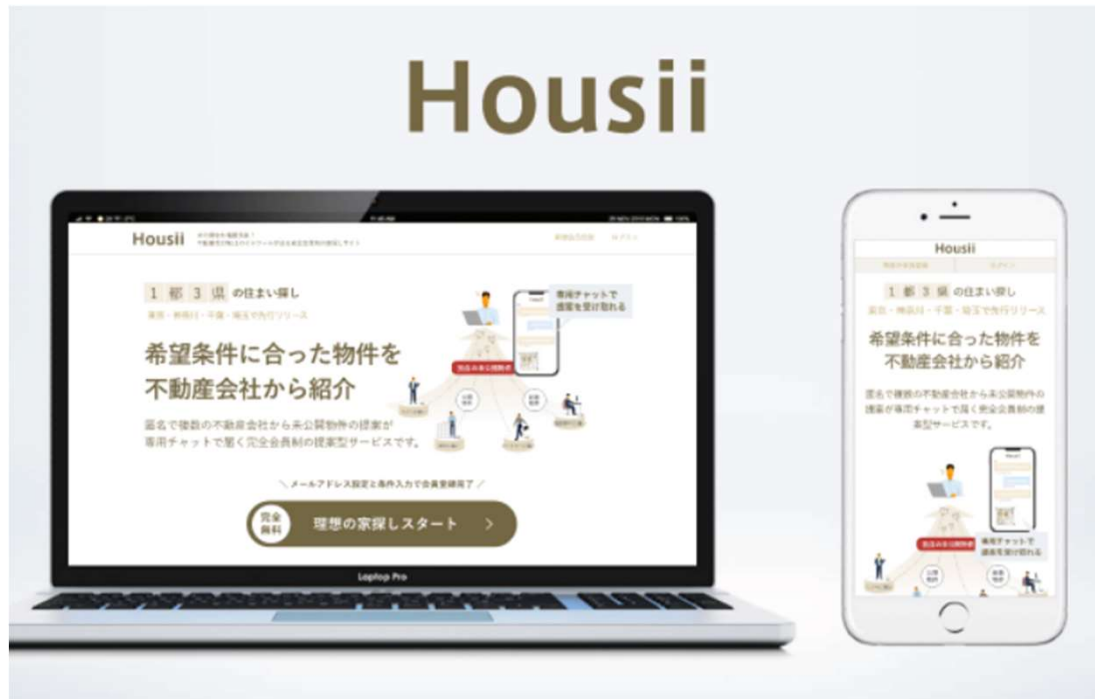 Housii
Housii
1都3県の住まい探し
東京・神奈川・千葉・埼玉で先行リリース
希望条件に合った物件を
不動産会社から紹介
匿名で複数の不動産会社から未公開物件の提案が
専用チャットで届く完全会員制の提案型サービスです。
専用チャットで
提案を受け取れる
\ メールアドレス設定と条件入力で会員登録完了 /
完全
無料
理想の家探しスタート >
Laptop Pro
Housii
ログイン
1都3県の住まい探し
東京・神奈川・千葉・埼玉で先行リリース
希望条件に合った物件を
不動産会社から紹介
匿名で複数の不動産会社から未公開物件の
提案が専用チャットで届く完全会員制の提
案型サービスです。
専用チャットで
提案を受け取れる